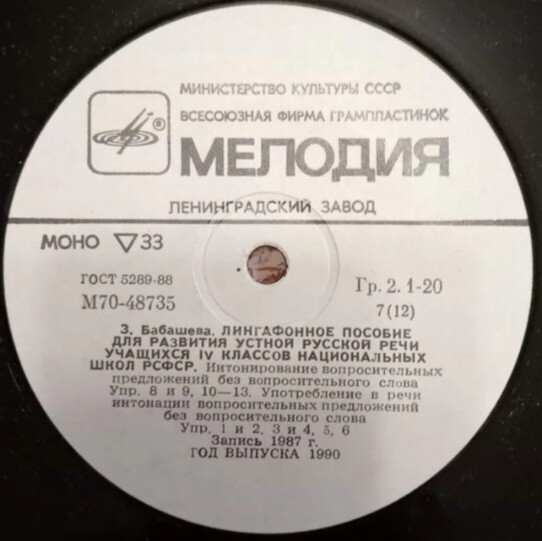 МИНИСТЕРСТВО КУЛЬТУРЫ СССР
ВСЕСОЮЗНАЯ ФИРМА ГРАМПЛАСТИНОК
®
МЕЛОДИЯ
ЛЕНИНГРАДСКИЙ ЗАВОД
МОНО ▽33
ГОСТ 5289-88
Гр. 2. 1-20
М70-48735
7(12)
З. Бабашева. ЛИНГАФОННОЕ ПОСОБИЕ
ДЛЯ РАЗВИТИЯ УСТНОЙ РУССКОЙ РЕЧИ
УЧАЩИХСЯ IV КЛАССОВ НАЦИОНАЛЬНЫХ
ШКОЛ РСФСР. Интонирование вопросительных
предложений без вопросительного слова
Упр. 8 и 9, 10—13. Употребление в речи
интонации вопросительных предложений
без вопросительного слова
Упр. 1 и 2, 3 и 4, 5, 6
Запись 1987 г.
ГОД ВЫПУСКА 1990